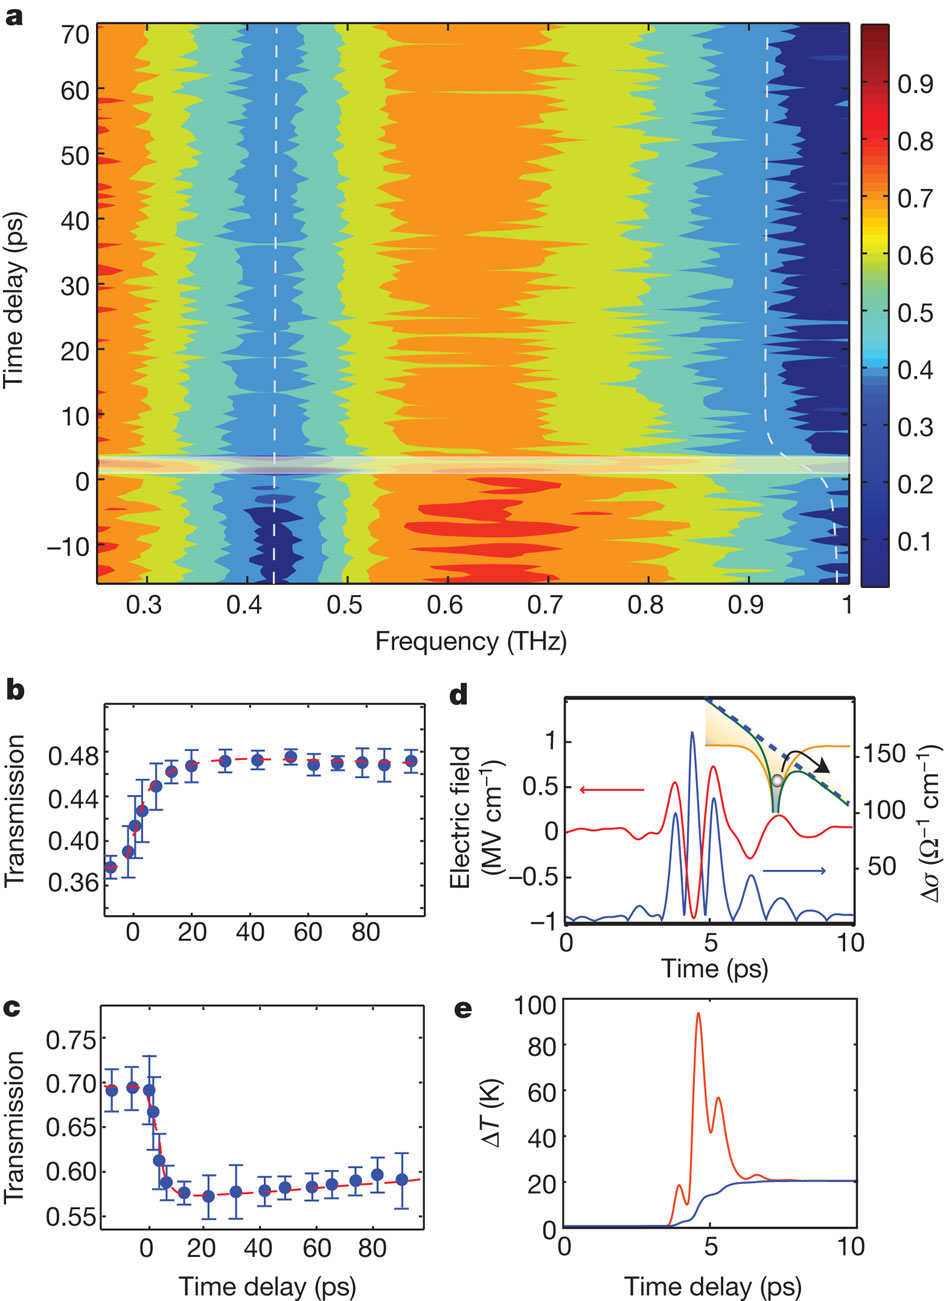 a
70
60
50
40
30
20
10
0
−10
Time delay (ps)
0.3 0.4 0.5 0.6 0.7 0.8 0.9 1
Frequency (THz)
0.9
0.8
0.7
0.6
0.5
0.4
0.3
0.2
0.1
b
Transmission
0.48
0.44
0.40
0.36
0 20 40 60 80
c
Transmission
0.75
0.70
0.65
0.60
0.55
0 20 40 60 80
Time delay (ps)
d
Electric field
(MV cm⁻¹)
1
0.5
0
−0.5
−1
150
100
50
Δσ (Ω⁻¹ cm⁻¹)
0 5 10
Time (ps)
e
ΔT (K)
100
80
60
40
20
0
0 5 10
Time delay (ps)